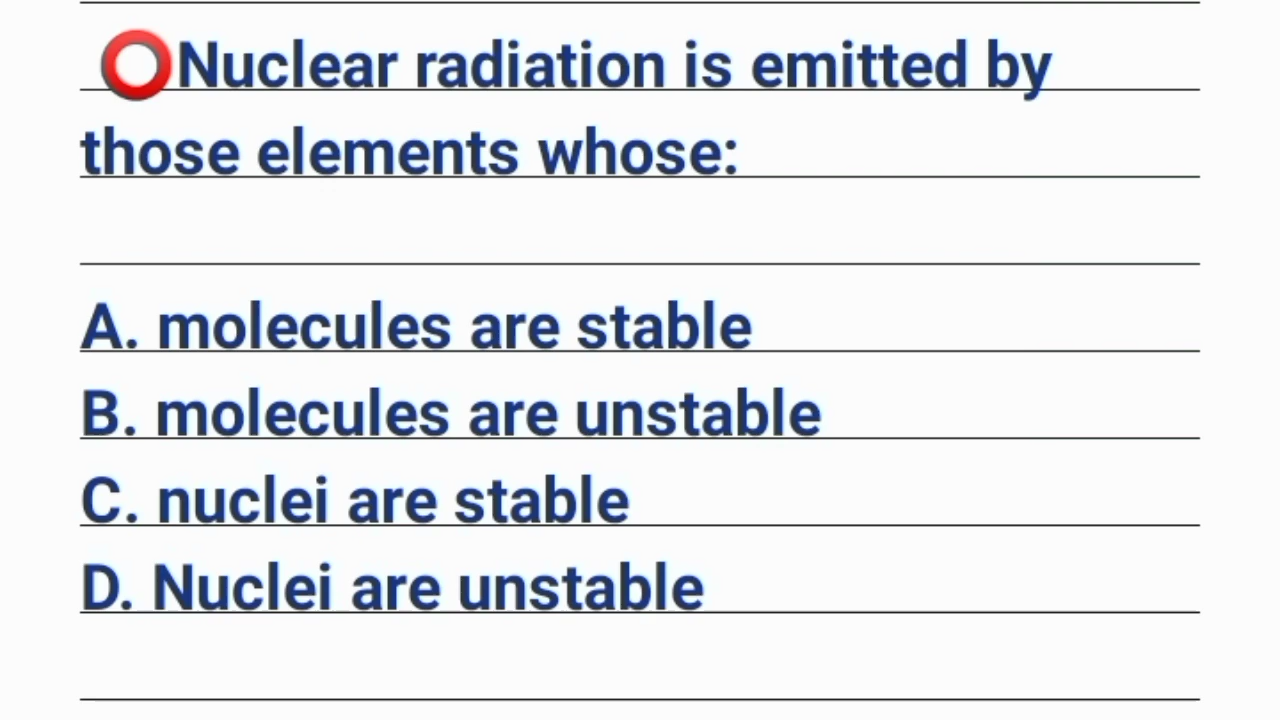 ⭕Nuclear radiation is emitted by
those elements whose:
A. molecules are stable
B. molecules are unstable
C. nuclei are stable
D. Nuclei are unstable